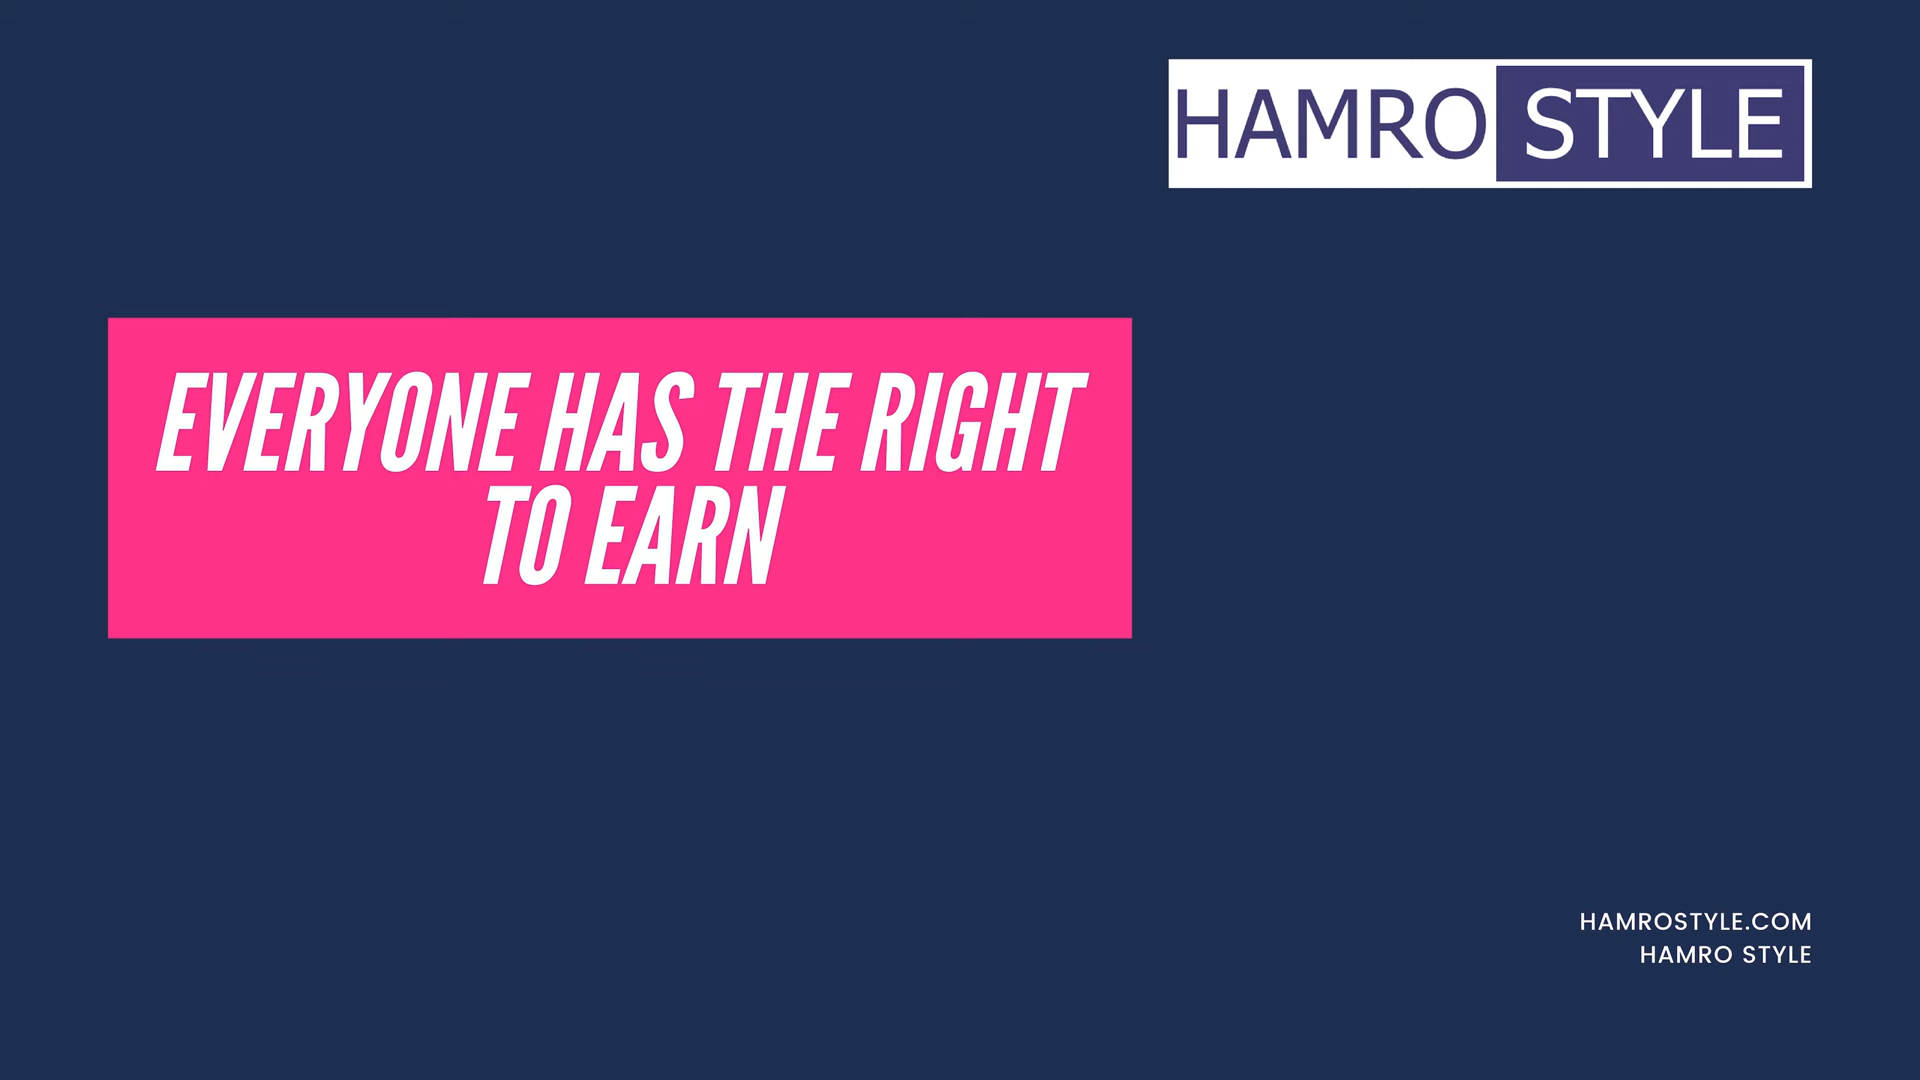 HAMRO STYLE
EVERYONE HAS THE RIGHT
TO EARN
HAMROSTYLE.COM
HAMRO STYLE